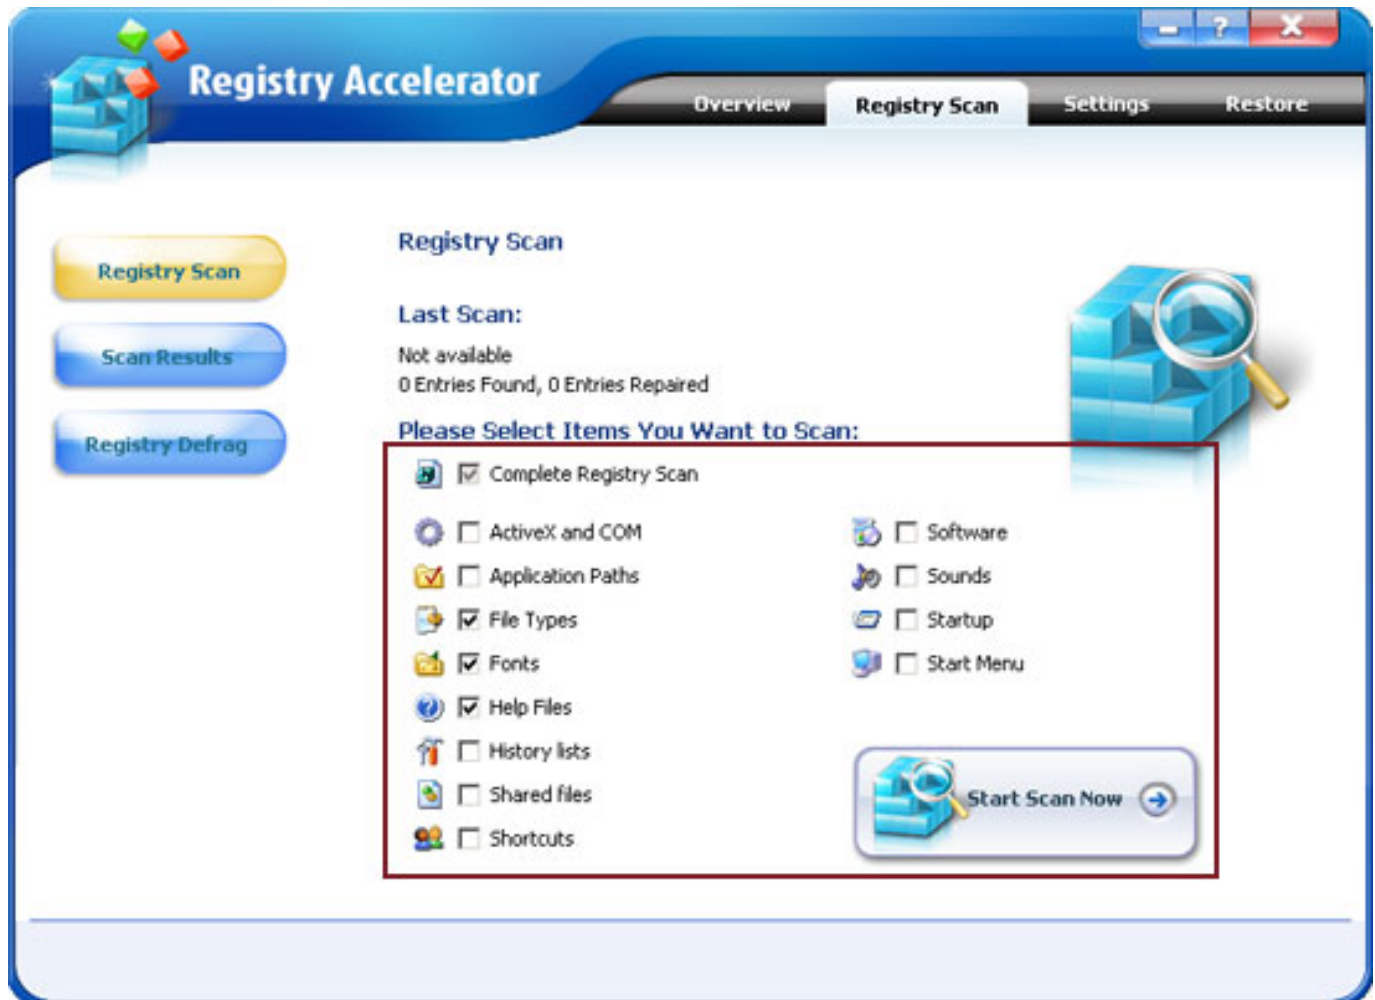 Registry Accelerator
?
Overview
Registry Scan
Settings
Restore
Registry Scan
Scan Results
Registry Defrag
Registry Scan
Last Scan:
Not available
0 Entries Found, 0 Entries Repaired
Please Select Items You Want to Scan:
Complete Registry Scan
ActiveX and COM
Application Paths
File Types
Fonts
Help Files
History lists
Shared files
Shortcuts
Software
Sounds
Startup
Start Menu
Start Scan Now